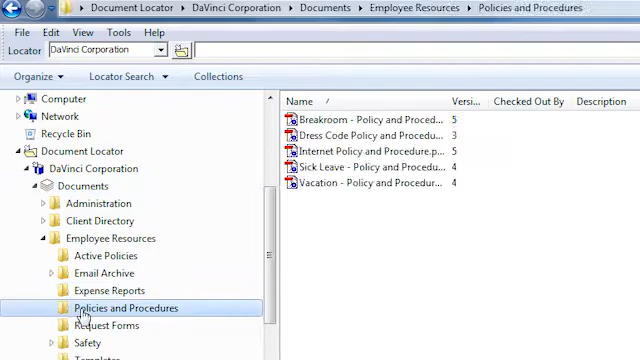 Document Locator DaVinci Corporation Documents Employee Resources Policies and Procedures
File Edit View Tools Help
Locator DaVinci Corporation
Organize Locator Search Collections
Computer
Network
Recycle Bin
Document Locator
DaVinci Corporation
Documents
Administration
Client Directory
Employee Resources
Active Policies
Email Archive
Expense Reports
Policies and Procedures
Request Forms
Safety
Templates
Name / Versi... Checked Out By Description
Breakroom - Policy and Proced... 5
Dress Code Policy and Procedu... 3
Internet Policy and Procedure.p... 5
Sick Leave - Policy and Procedu... 4
Vacation - Policy and Procedur... 4